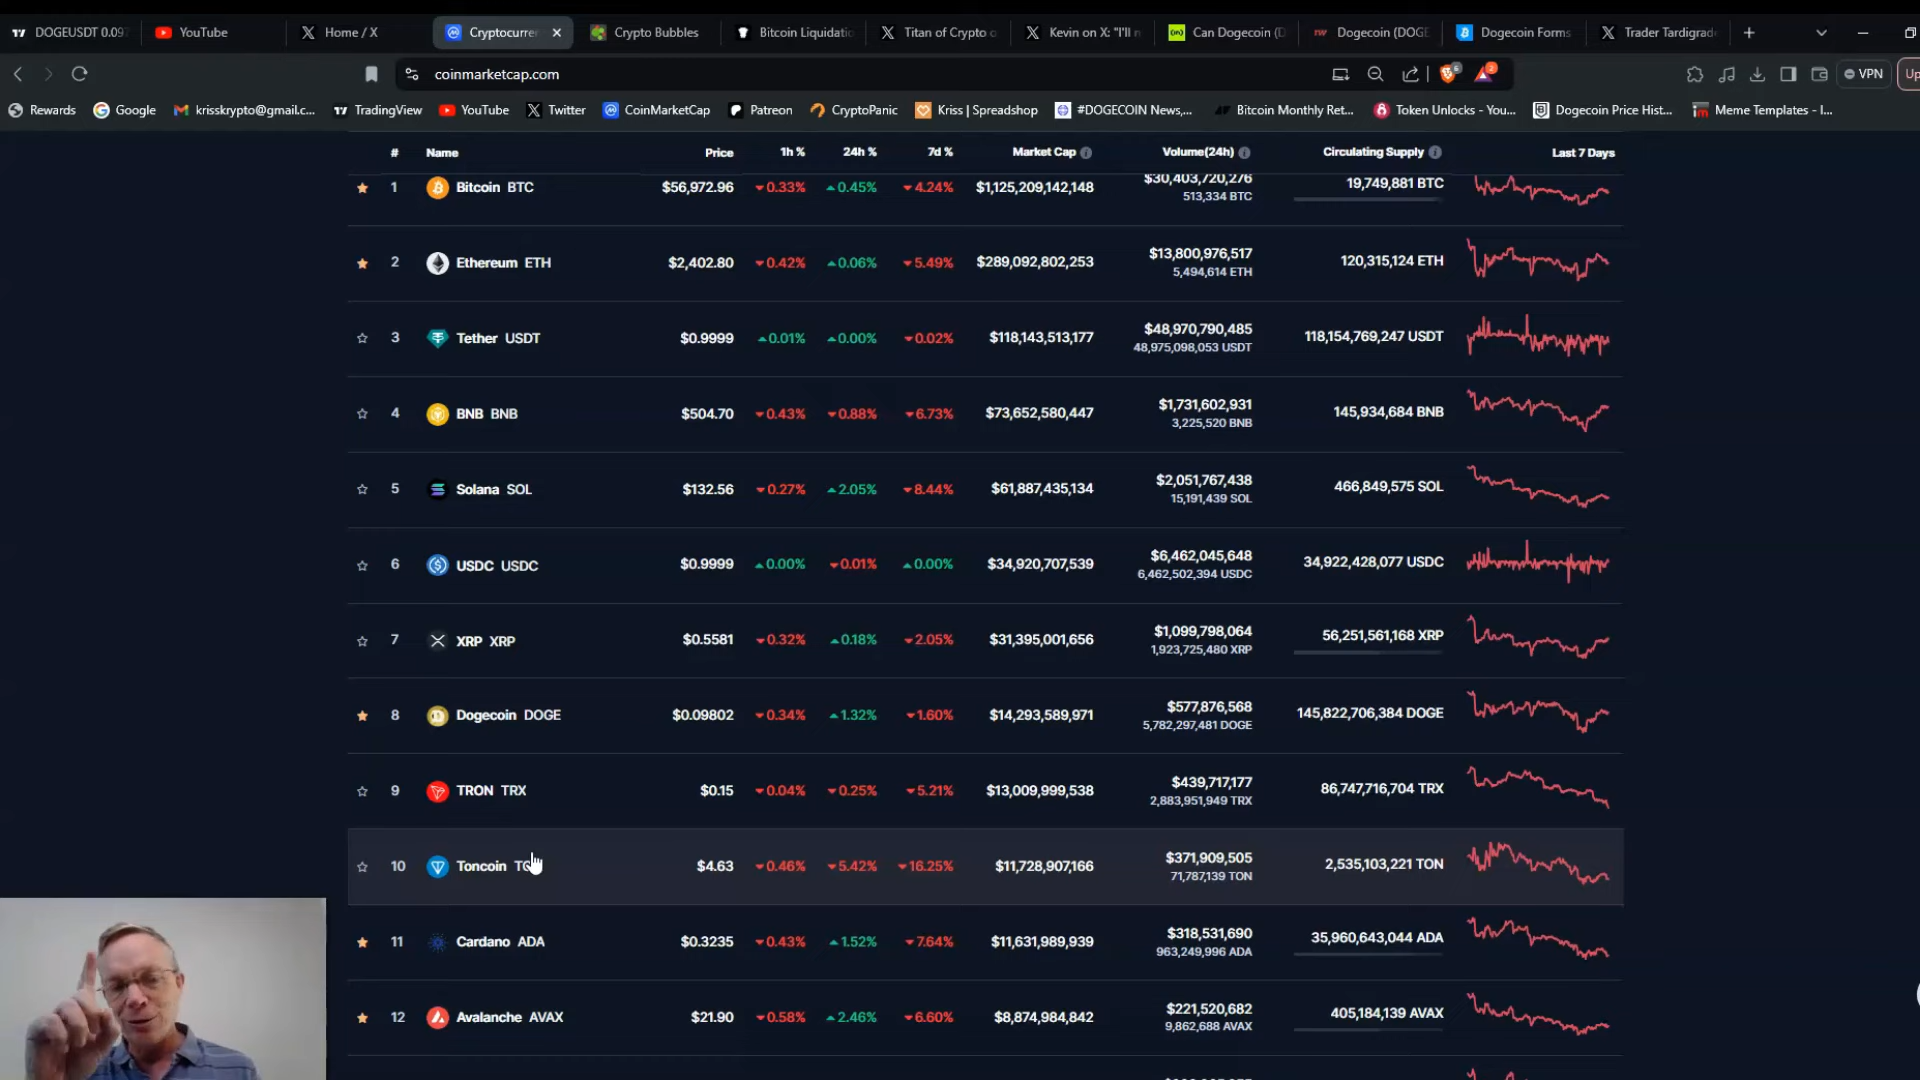 DOGEUSDT 0.097
YouTube
Home / X
Cryptocurre
Crypto Bubbles
Bitcoin Liquidatio
Titan of Crypto o
Kevin on X: "I'll r
Can Dogecoin (D
Dogecoin (DOGE
Dogecoin Forms
Trader Tardigrad
coinmarketcap.com
6
2
VPN
Up
Rewards
Google
krisskrypto@gmail.c...
TradingView
YouTube
Twitter
CoinMarketCap
Patreon
CryptoPanic
Kriss | Spreadshop
#DOGECOIN News,...
Bitcoin Monthly Ret...
Token Unlocks - You...
Dogecoin Price Hist...
Meme Templates - I...
# Name Price 1h % 24h % 7d % Market Cap Volume(24h) Circulating Supply Last 7 Days
1 Bitcoin BTC $56,972.96 0.33% 0.45% 4.24% $1,125,209,142,148 $30,403,720,276 19,749,881 BTC
513,334 BTC
2 Ethereum ETH $2,402.80 0.42% 0.06% 5.49% $289,092,802,253 $13,800,976,517 120,315,124 ETH
5,494,614 ETH
3 Tether USDT $0.9999 0.01% 0.00% 0.02% $118,143,513,177 $48,970,790,485 118,154,769,247 USDT
48,975,098,053 USDT
4 BNB BNB $504.70 0.43% 0.88% 6.73% $73,652,580,447 $1,731,602,931 145,934,684 BNB
3,225,520 BNB
5 Solana SOL $132.56 0.27% 2.05% 8.44% $61,887,435,134 $2,051,767,438 466,849,575 SOL
15,191,439 SOL
6 USDC USDC $0.9999 0.00% 0.01% 0.00% $34,920,707,539 $6,462,045,648 34,922,428,077 USDC
6,462,502,394 USDC
7 XRP XRP $0.5581 0.32% 0.18% 2.05% $31,395,001,656 $1,099,798,064 56,251,561,168 XRP
1,923,725,480 XRP
8 Dogecoin DOGE $0.09802 0.34% 1.32% 1.60% $14,293,589,971 $577,876,568 145,822,706,384 DOGE
5,782,297,481 DOGE
9 TRON TRX $0.15 0.04% 0.25% 5.21% $13,009,999,538 $439,717,177 86,747,716,704 TRX
2,883,951,949 TRX
10 Toncoin $4.63 0.46% 5.42% 16.25% $11,728,907,166 $371,909,505 2,535,103,221 TON
71,787,139 TON
11 Cardano ADA $0.3235 0.43% 1.52% 7.64% $11,631,989,939 $318,531,690 35,960,643,044 ADA
963,249,996 ADA
12 Avalanche AVAX $21.90 0.58% 2.46% 6.60% $8,874,984,842 $221,520,682 405,184,139 AVAX
9,862,688 AVAX